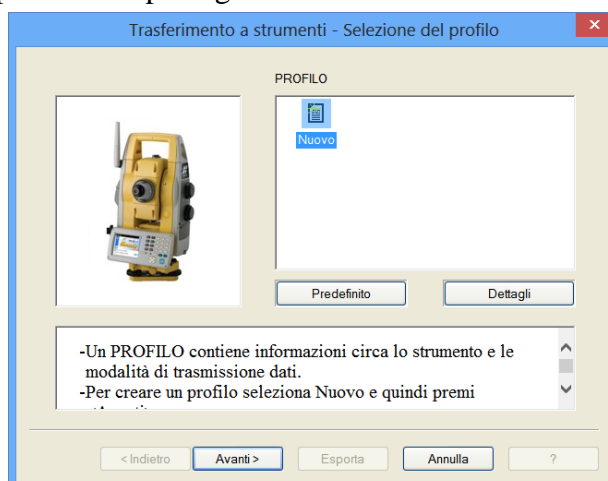 Trasferimento a strumenti - Selezione del profilo
PROFILO
Nuovo
Predefinito
Dettagli
-Un PROFILO contiene informazioni circa lo strumento e le
modalità di trasmissione dati.
-Per creare un profilo seleziona Nuovo e quindi premi
< Indietro
Avanti >
Esporta
Annulla
?